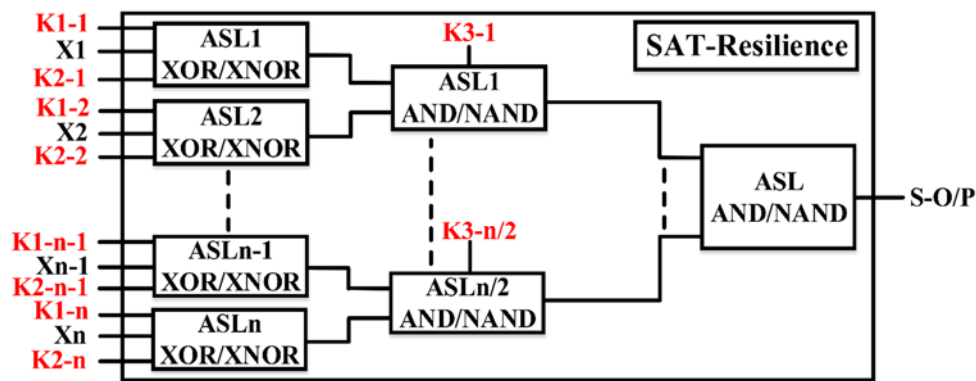 K1-1
X1
K2-1
ASL1
XOR/XNOR
K1-2
X2
K2-2
ASL2
XOR/XNOR
K1-n-1
Xn-1
K2-n-1
ASLn-1
XOR/XNOR
K1-n
Xn
K2-n
ASLn
XOR/XNOR
K3-1
ASL1
AND/NAND
K3-n/2
ASLn/2
AND/NAND
SAT-Resilience
ASL
AND/NAND
S-O/P